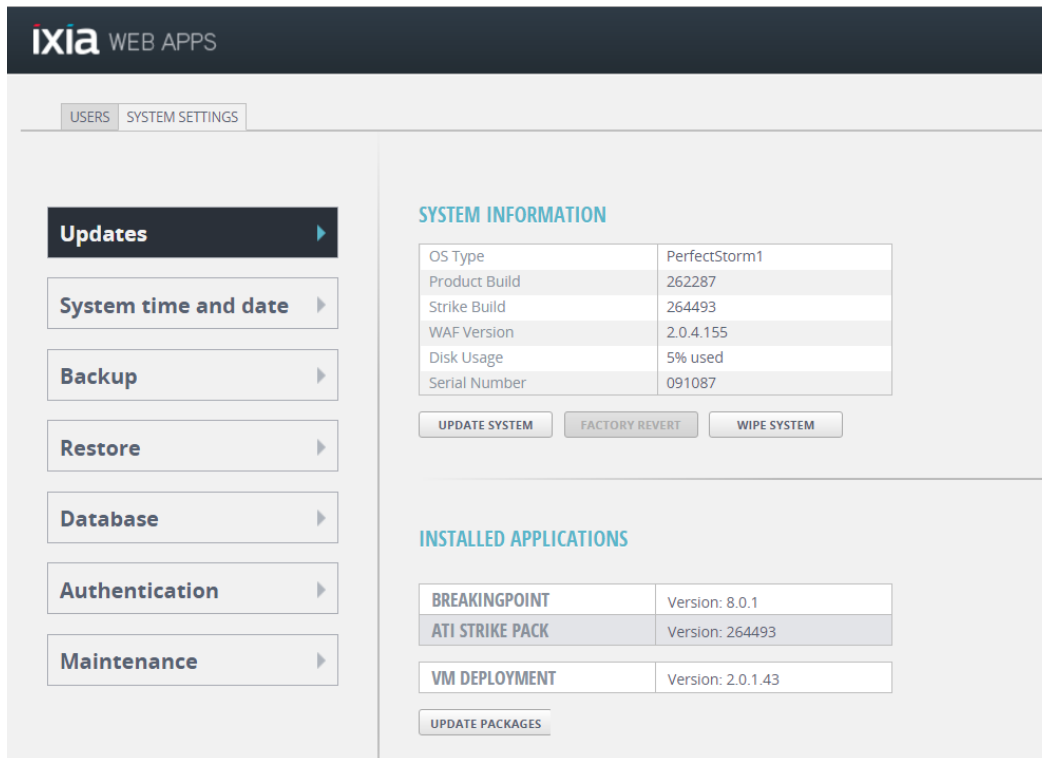 ixia WEB APPS
USERS SYSTEM SETTINGS
Updates
System time and date
Backup
Restore
Database
Authentication
Maintenance
SYSTEM INFORMATION
OS Type PerfectStorm1
Product Build 262287
Strike Build 264493
WAF Version 2.0.4.155
Disk Usage 5% used
Serial Number 091087
UPDATE SYSTEM FACTORY REVERT WIPE SYSTEM
INSTALLED APPLICATIONS
BREAKINGPOINT Version: 8.0.1
ATI STRIKE PACK Version: 264493
VM DEPLOYMENT Version: 2.0.1.43
UPDATE PACKAGES